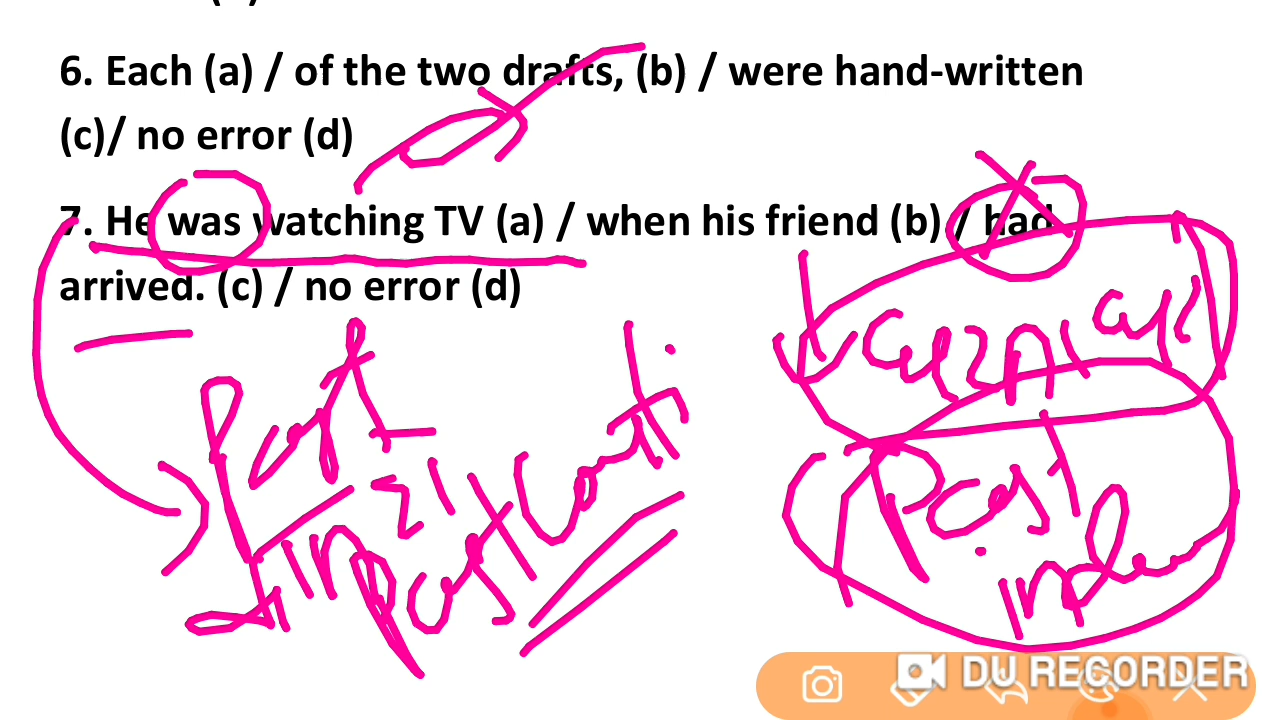 6. Each (a) / of the two drafts, (b) / were hand-written
(c)/ no error (d)
7. He was watching TV (a) / when his friend (b) / had
arrived. (c) / no error (d)
Past
Past Conti
Past
DU RECORDER